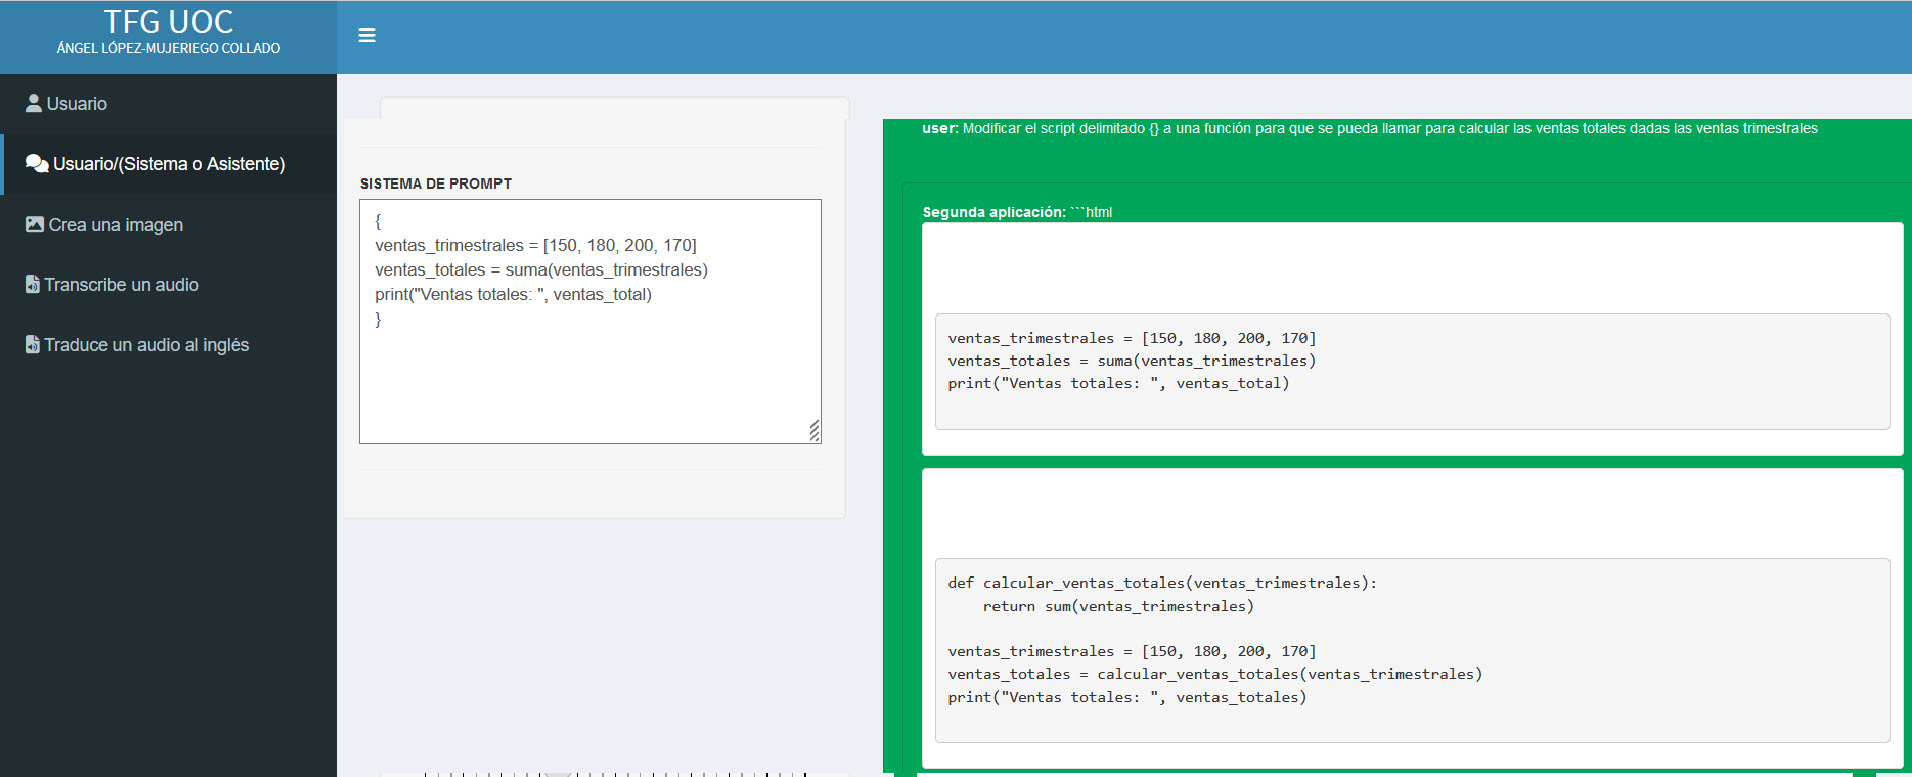 TFG UOC
ÁNGEL LÓPEZ-MUJERIEGO COLLADO
Usuario
Usuario/(Sistema o Asistente)
Crea una imagen
Transcribe un audio
Traduce un audio al inglés
SISTEMA DE PROMPT
{
ventas_trimestrales = [150, 180, 200, 170]
ventas_totales = suma(ventas_trimestrales)
print("Ventas totales: ", ventas_total)
}
user: Modificar el script delimitado {} a una función para que se pueda llamar para calcular las ventas totales dadas las ventas trimestrales
Segunda aplicación: ```html
ventas_trimestrales = [150, 180, 200, 170]
ventas_totales = suma(ventas_trimestrales)
print("Ventas totales: ", ventas_total)
def calcular_ventas_totales(ventas_trimestrales):
    return sum(ventas_trimestrales)
ventas_trimestrales = [150, 180, 200, 170]
ventas_totales = calcular_ventas_totales(ventas_trimestrales)
print("Ventas totales: ", ventas_totales)